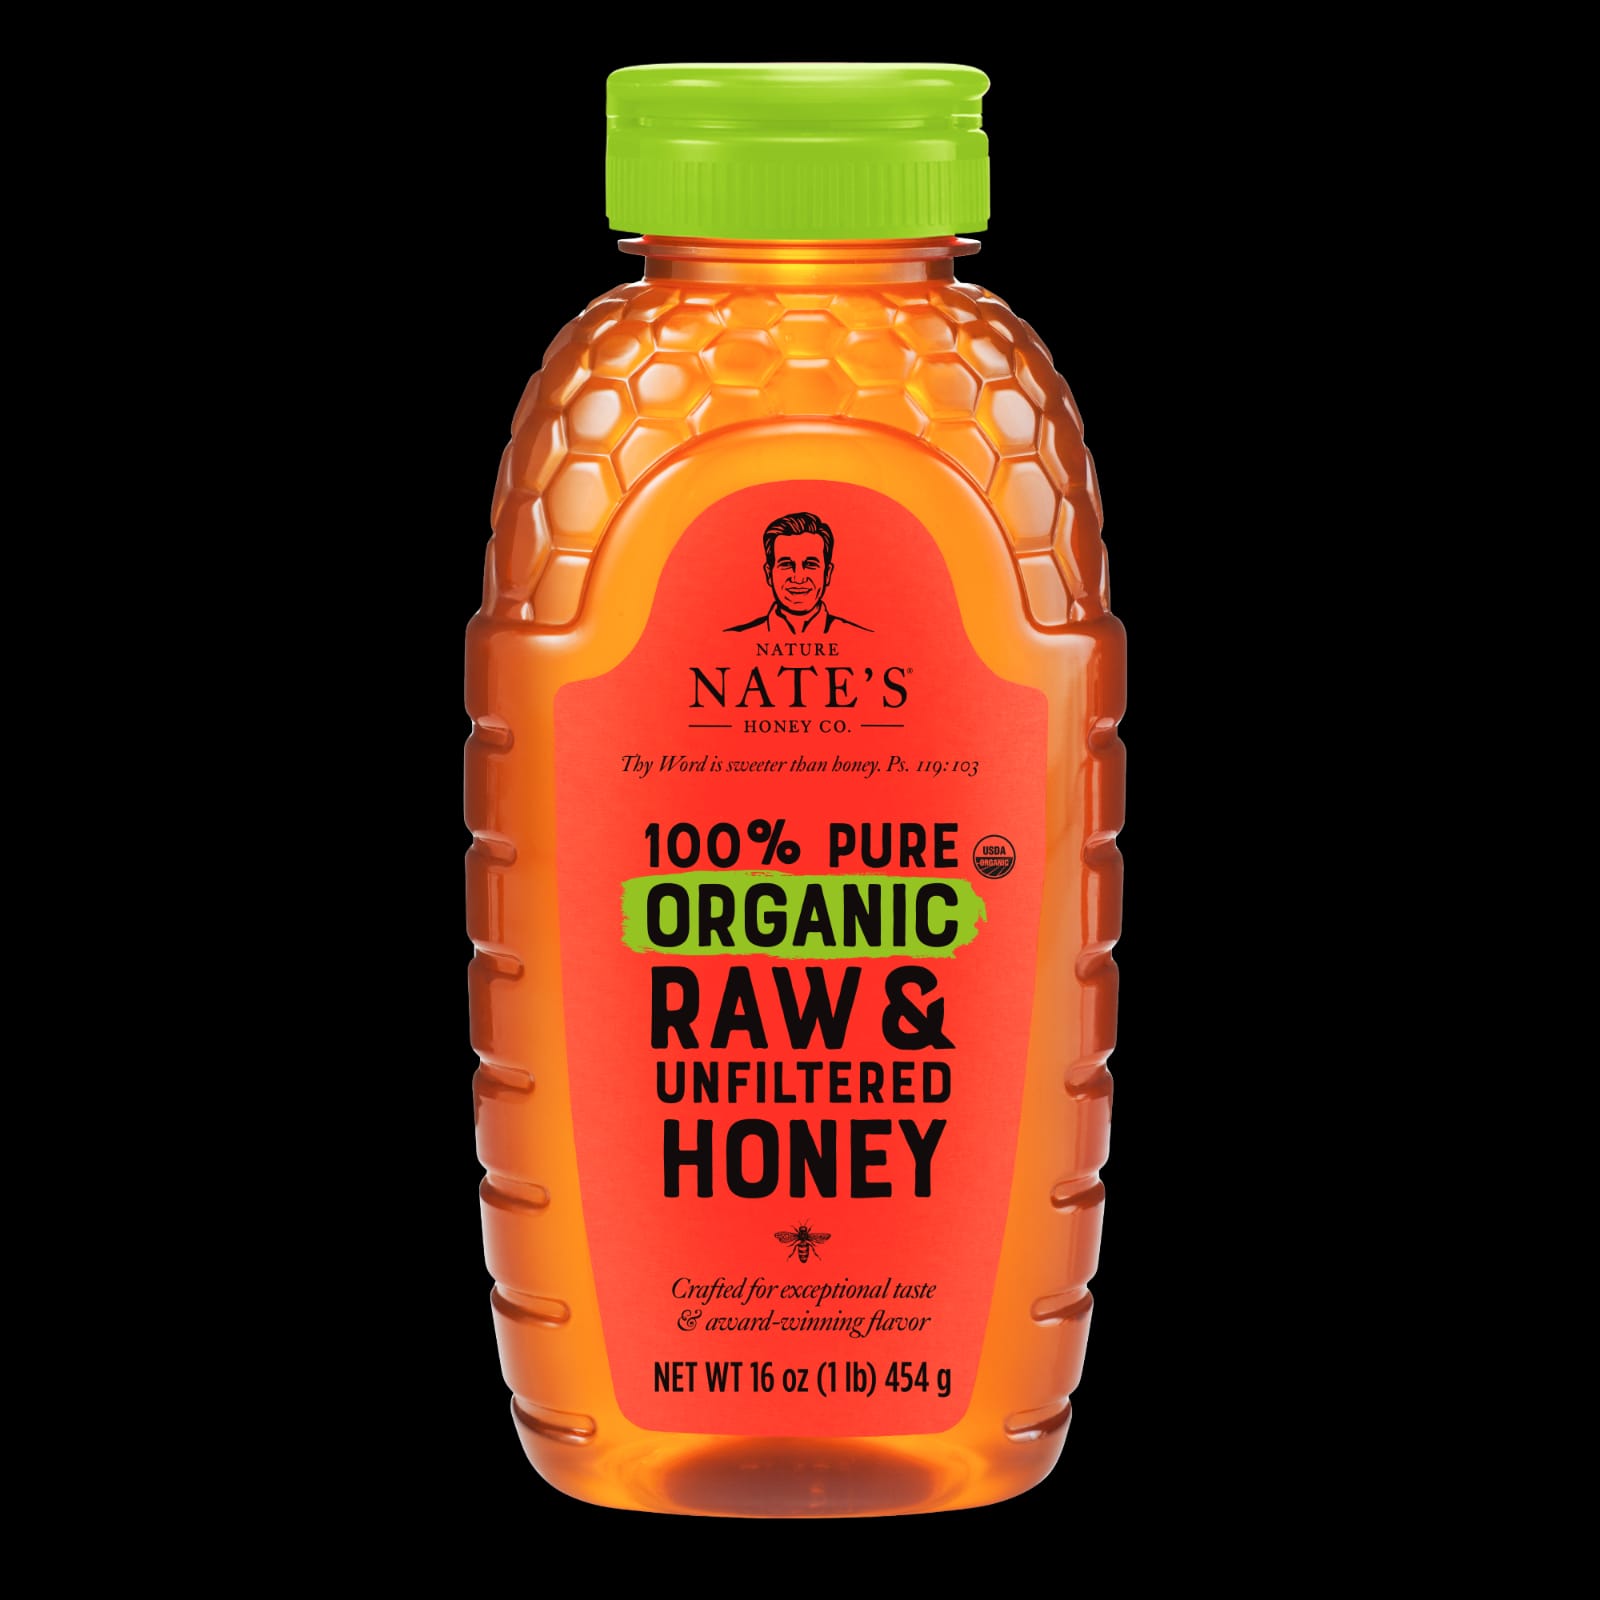 NATURE
NATE'S®
HONEY CO.
Thy Word is sweeter than honey. Ps. 119:103
100% PURE
USDA
ORGANIC
ORGANIC
RAW &
UNFILTERED
HONEY
Crafted for exceptional taste
& award-winning flavor
NET WT 16 oz (1 lb) 454 g